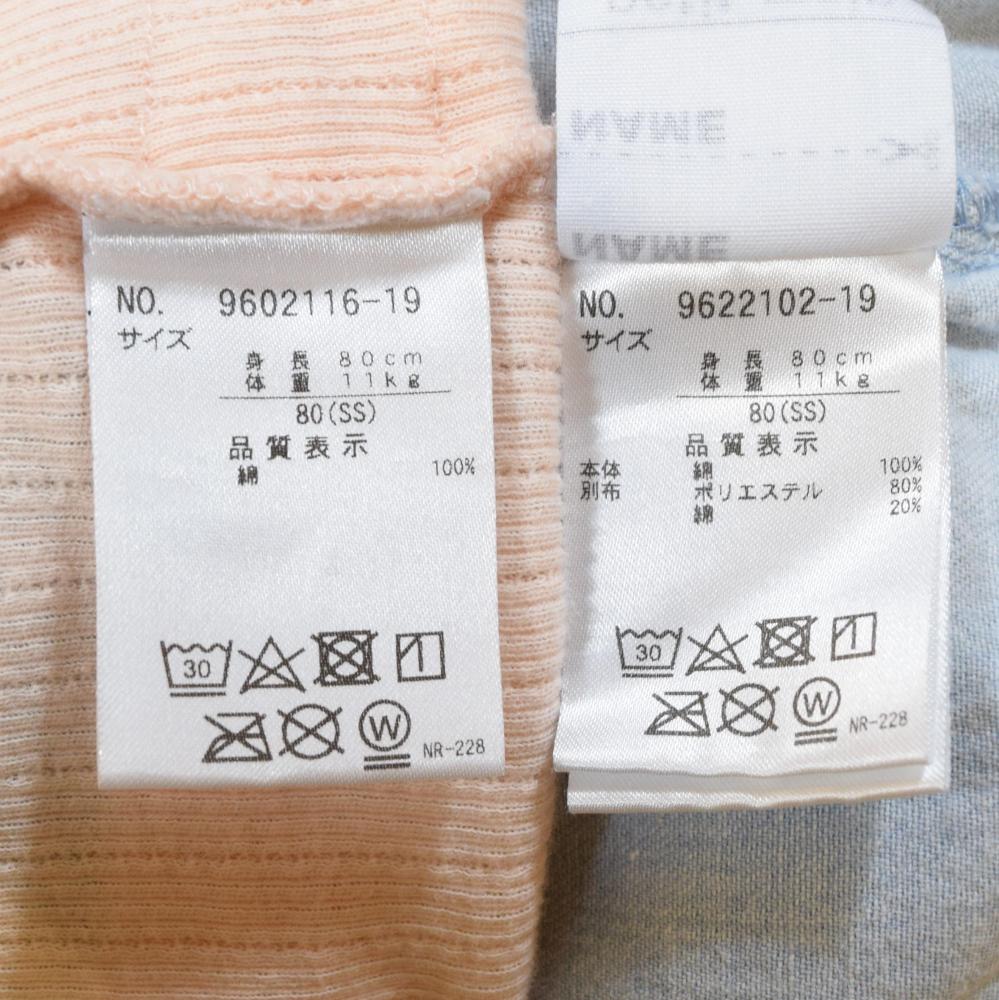 NAME
NAME
NO. 9602116-19
サイズ
身長 80cm
体重 11kg
80(SS)
品質表示
綿 100%
30
W
NR-228
NO. 9622102-19
サイズ
身長 80cm
体重 11kg
80(SS)
品質表示
本体 綿 100%
別布 ポリエステル 80%
綿 20%
30
W
NR-228